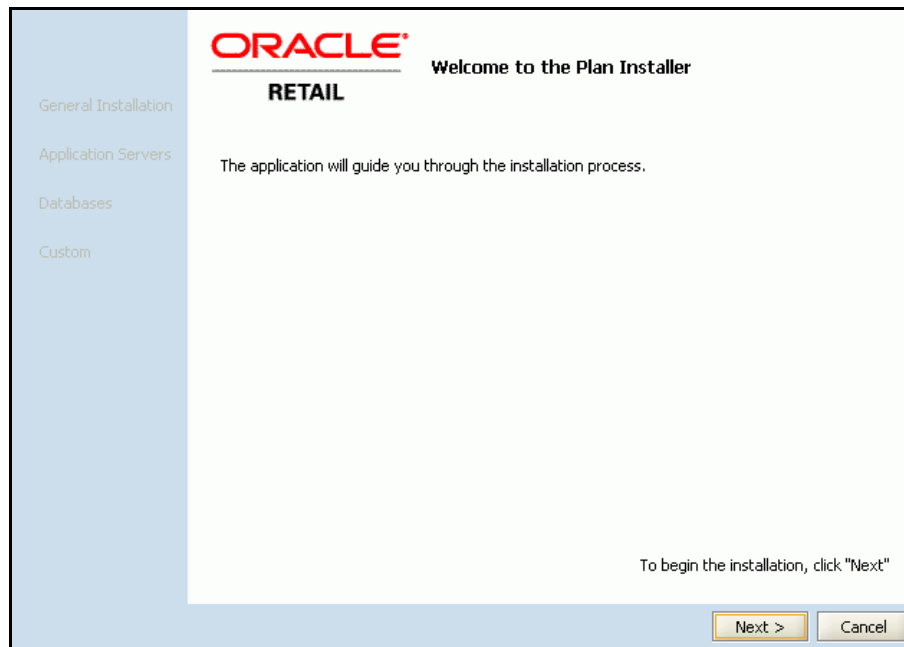 ORACLE®
RETAIL
Welcome to the Plan Installer
General Installation
Application Servers
Databases
Custom
The application will guide you through the installation process.
To begin the installation, click "Next"
Next >
Cancel